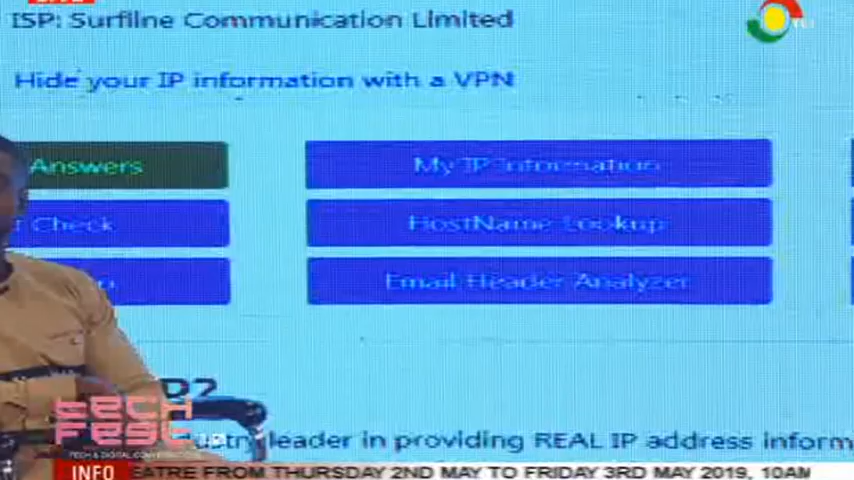 ISP: Surfline Communication Limited
Hide your IP information with a VPN
Answers
My IP Information
t Check
HostName Lookup
Email Header Analyzer
tech
fest
TECH & DIGITAL
industry leader in providing REAL IP address inform
INFO
EATRE FROM THURSDAY 2ND MAY TO FRIDAY 3RD MAY 2019, 10AM